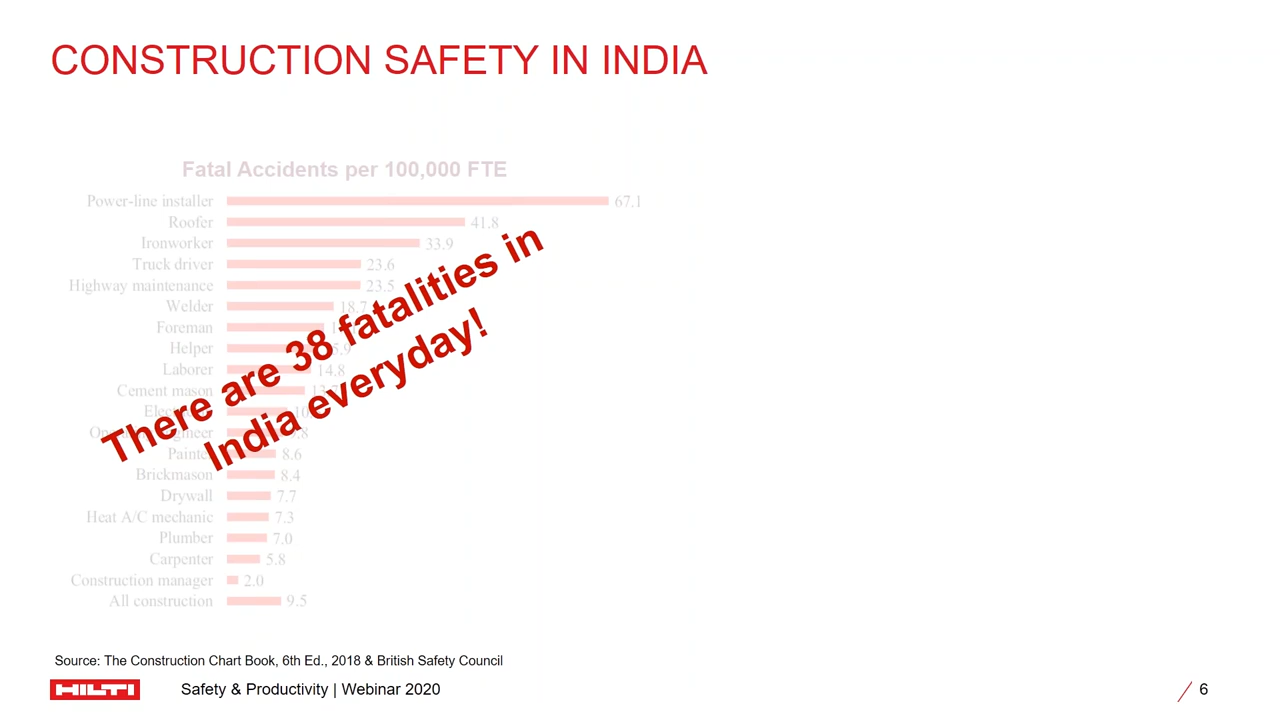 CONSTRUCTION SAFETY IN INDIA
Fatal Accidents per 100,000 FTE
Power-line installer 67.1
Roofer 41.8
Ironworker 33.9
Truck driver 23.6
Highway maintenance 23.5
Welder 18.7
Foreman
Helper
Laborer 14.8
Cement mason
There are 38 fatalities in
India everyday!
Painter 8.6
Brickmason 8.4
Drywall 7.7
Heat A/C mechanic 7.3
Plumber 7.0
Carpenter 5.8
Construction manager 2.0
All construction 9.5
Source: The Construction Chart Book, 6th Ed., 2018 & British Safety Council
HILTI Safety & Productivity | Webinar 2020 6